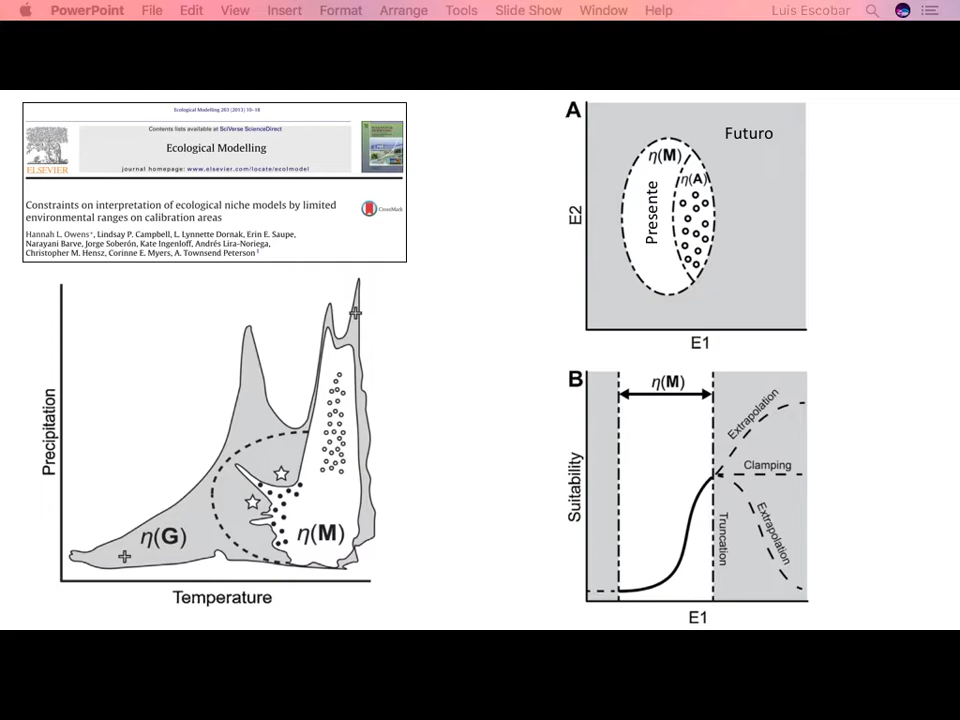 PowerPoint File Edit View Insert Format Arrange Tools Slide Show Window Help Luis Escobar
Ecological Modelling 263 (2013) 10–18
Contents lists available at SciVerse ScienceDirect
Ecological Modelling
journal homepage: www.elsevier.com/locate/ecolmodel
ELSEVIER
Constraints on interpretation of ecological niche models by limited
environmental ranges on calibration areas
CrossMark
Hannah L. Owens*, Lindsay P. Campbell, L. Lynnette Dornak, Erin E. Saupe,
Narayani Barve, Jorge Soberón, Kate Ingenloff, Andrés Lira-Noriega,
Christopher M. Hensz, Corinne E. Myers, A. Townsend Peterson
Precipitation
η(G)
η(M)
Temperature
A
Futuro
η(M)
η(A)
Presente
E2
E1
B
η(M)
Extrapolation
Clamping
Extrapolation
Truncation
Suitability
E1